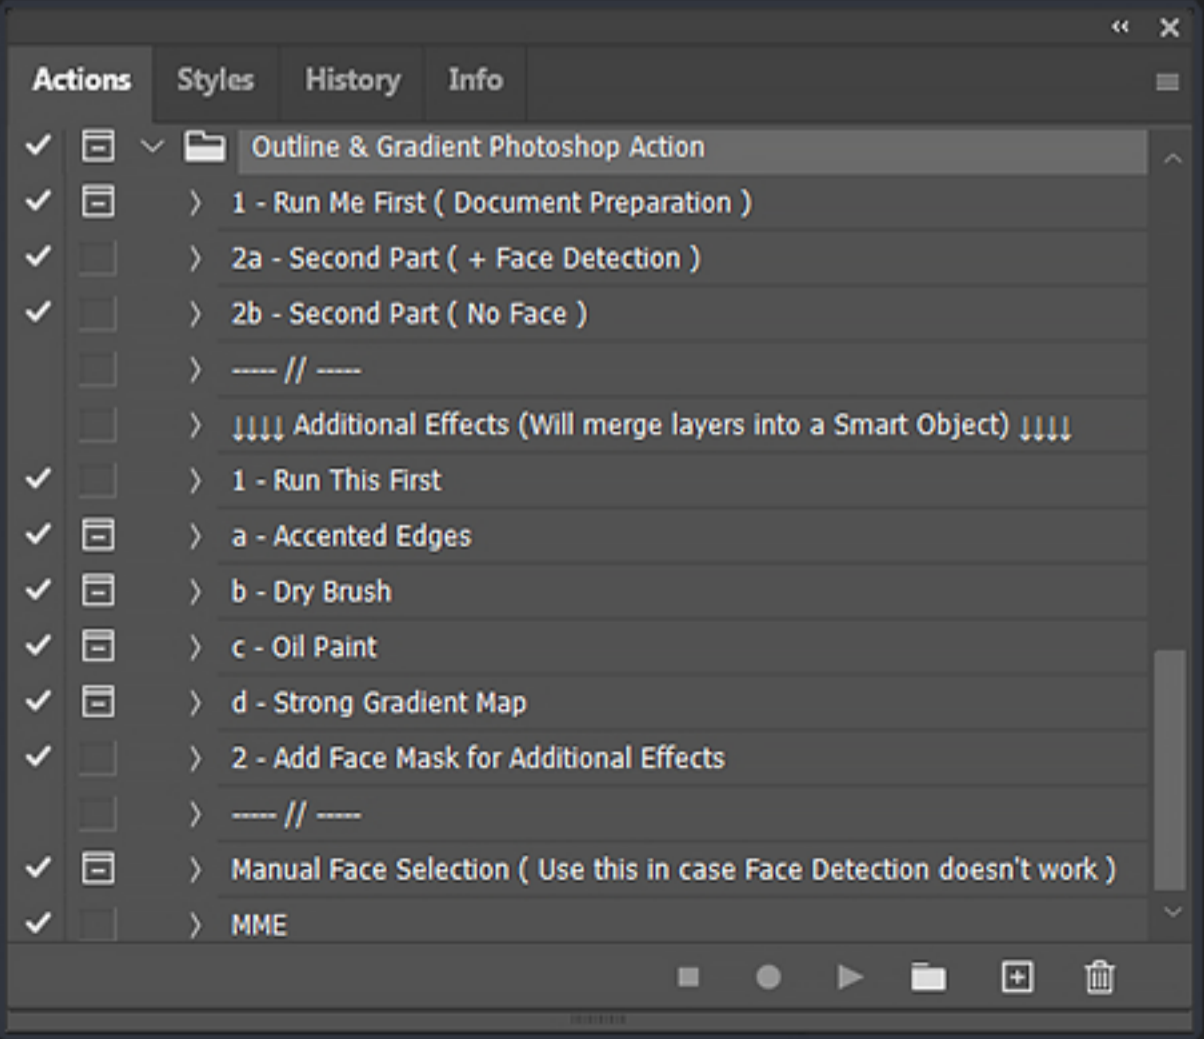 Actions Styles History Info
Outline & Gradient Photoshop Action
1 - Run Me First ( Document Preparation )
2a - Second Part ( + Face Detection )
2b - Second Part ( No Face )
----- // -----
↓↓↓↓ Additional Effects (Will merge layers into a Smart Object) ↓↓↓↓
1 - Run This First
a - Accented Edges
b - Dry Brush
c - Oil Paint
d - Strong Gradient Map
2 - Add Face Mask for Additional Effects
----- // -----
Manual Face Selection ( Use this in case Face Detection doesn't work )
MME